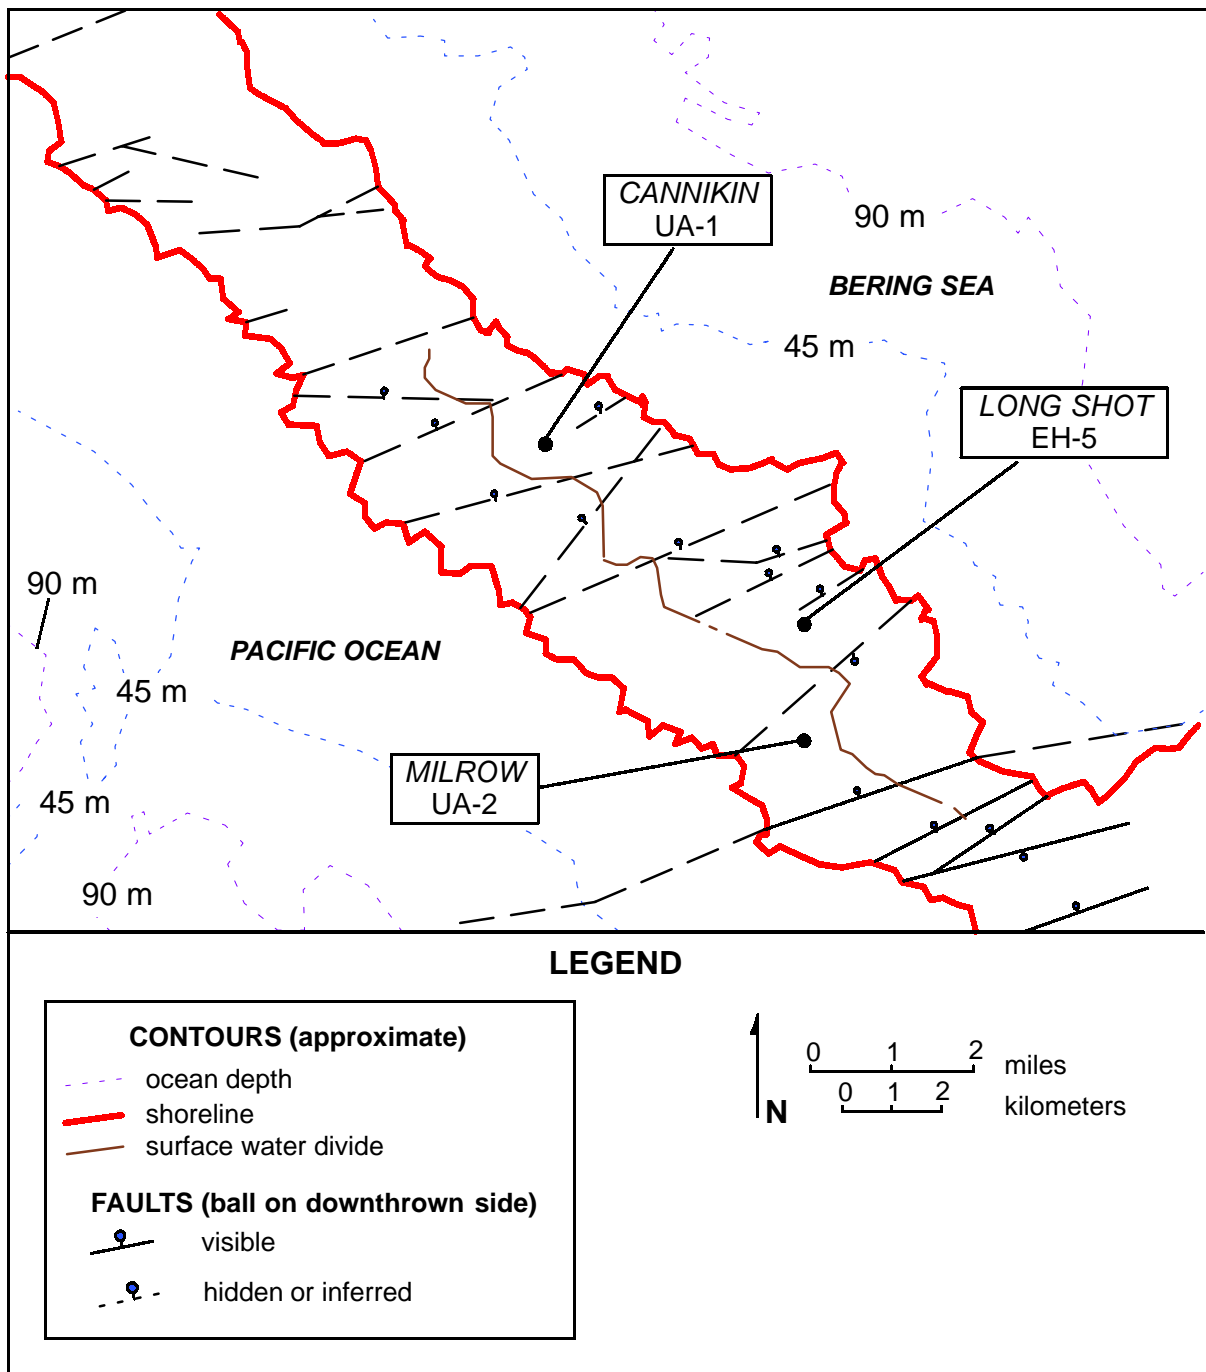 CANNIKIN
UA-1
90 m
BERING SEA
45 m
LONG SHOT
EH-5
90 m
PACIFIC OCEAN
45 m
MILROW
UA-2
45 m
90 m
LEGEND
CONTOURS (approximate)
ocean depth
shoreline
surface water divide
FAULTS (ball on downthrown side)
visible
hidden or inferred
N
0 1 2 miles
0 1 2 kilometers